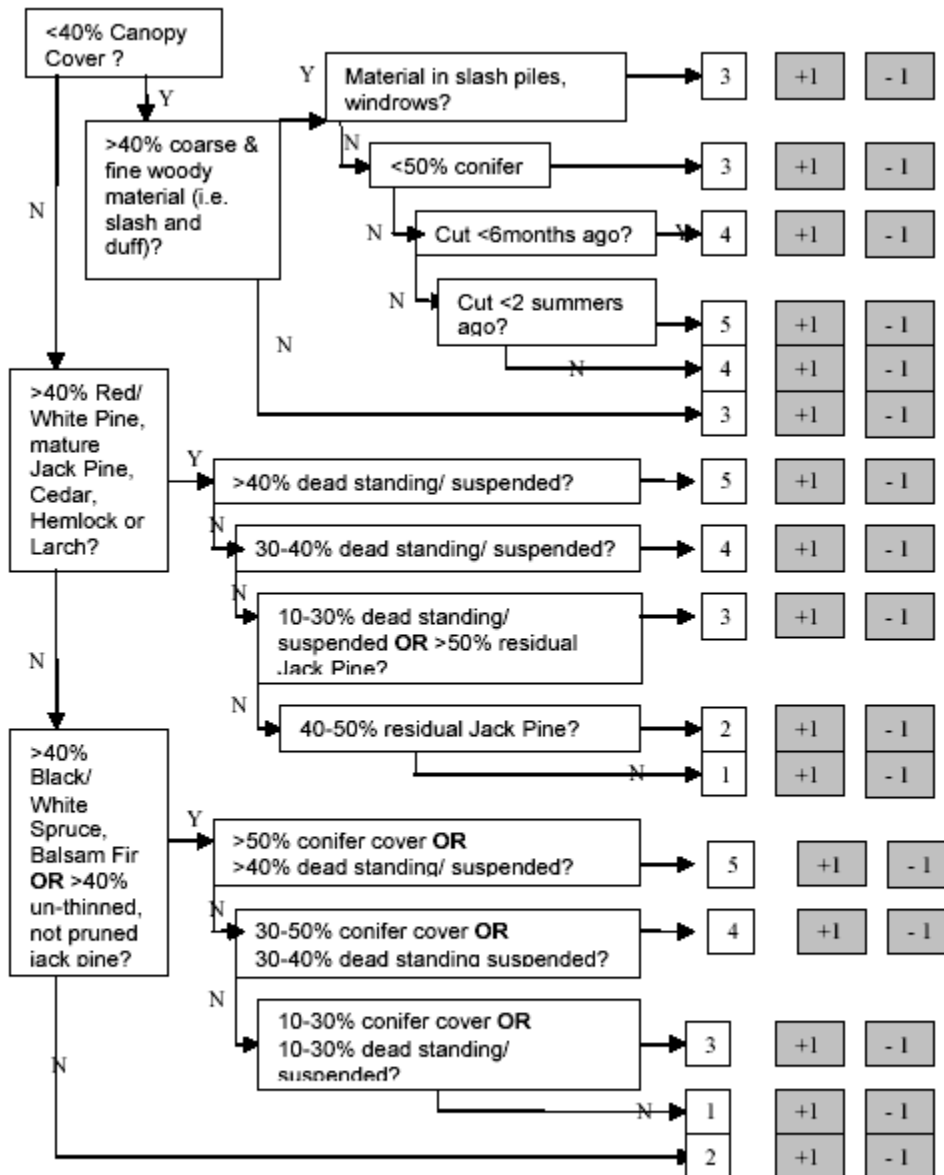 <40% Canopy
Cover ?
Y
N
>40% coarse &
fine woody
material (i.e.
slash and
duff)?
Y
Material in slash piles,
windrows?
3 +1 - 1
N
<50% conifer
3 +1 - 1
N
Cut <6months ago?
Y
4 +1 - 1
N
Cut <2 summers
ago?
5 +1 - 1
N
4 +1 - 1
N
3 +1 - 1
>40% Red/
White Pine,
mature
Jack Pine,
Cedar,
Hemlock or
Larch?
Y
>40% dead standing/ suspended?
5 +1 - 1
N
30-40% dead standing/ suspended?
4 +1 - 1
N
10-30% dead standing/
suspended OR >50% residual
Jack Pine?
3 +1 - 1
N
40-50% residual Jack Pine?
2 +1 - 1
N
1 +1 - 1
N
>40%
Black/
White
Spruce,
Balsam Fir
OR >40%
un-thinned,
not pruned
jack pine?
Y
>50% conifer cover OR
>40% dead standing/ suspended?
5 +1 - 1
N
30-50% conifer cover OR
30-40% dead standing suspended?
4 +1 - 1
N
10-30% conifer cover OR
10-30% dead standing/
suspended?
3 +1 - 1
N
1 +1 - 1
N
2 +1 - 1